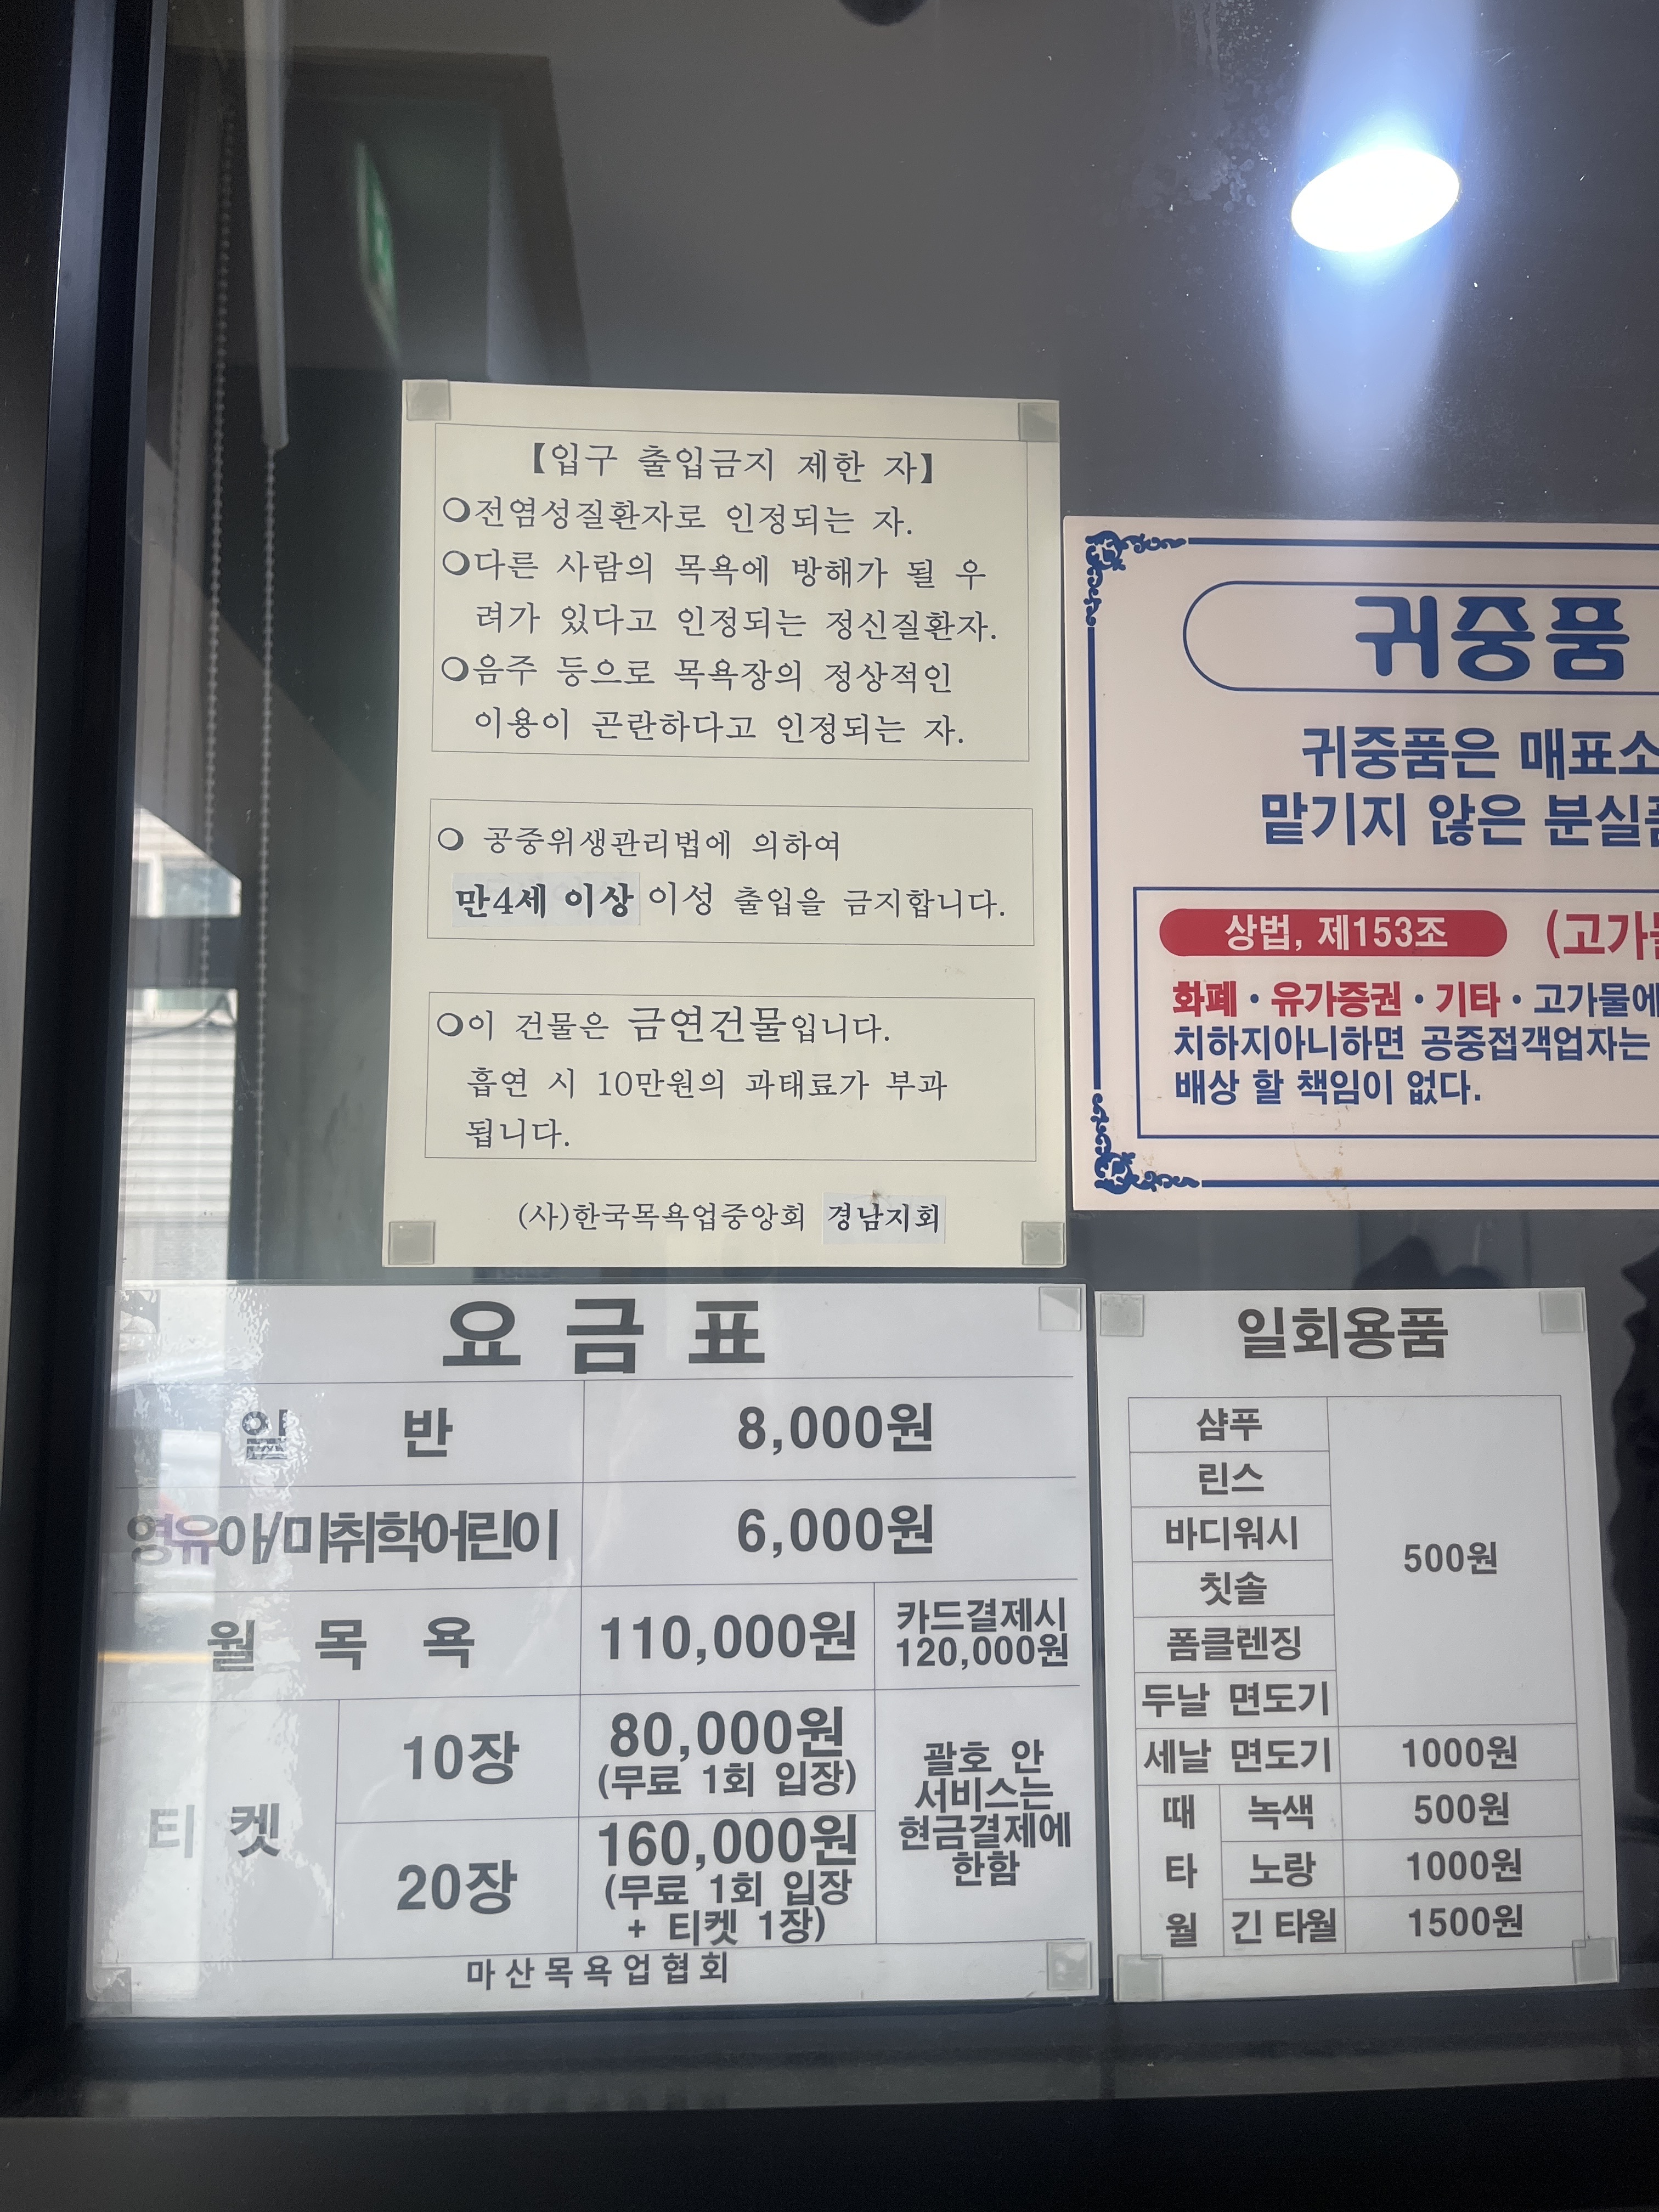 【입구 출입금지 제한 자】
○전염성질환자로 인정되는 자.
○다른 사람의 목욕에 방해가 될 우
려가 있다고 인정되는 정신질환자.
○음주 등으로 목욕장의 정상적인
이용이 곤란하다고 인정되는 자.
○ 공중위생관리법에 의하여
만4세 이상 이성 출입을 금지합니다.
○이 건물은 금연건물입니다.
흡연 시 10만원의 과태료가 부과
됩니다.
(사)한국목욕업중앙회 경남지회
귀중품
귀중품은 매표소
맡기지 않은 분실품
상법, 제153조 (고가물
화폐·유가증권·기타·고가물에
치하지아니하면 공중접객업자는
배상 할 책임이 없다.
요 금 표
일 반 8,000원
영유아/미취학어린이 6,000원
월 목 욕 110,000원 카드결제시
120,000원
티 켓
10장 80,000원
(무료 1회 입장)
20장 160,000원
(무료 1회 입장
+ 티켓 1장)
괄호 안
서비스는
현금결제에
한함
마산목욕업협회
일회용품
샴푸
린스
바디워시
칫솔
폼클렌징
두날 면도기
500원
세날 면도기 1000원
때 녹색 500원
타 노랑 1000원
월 긴 타월 1500원